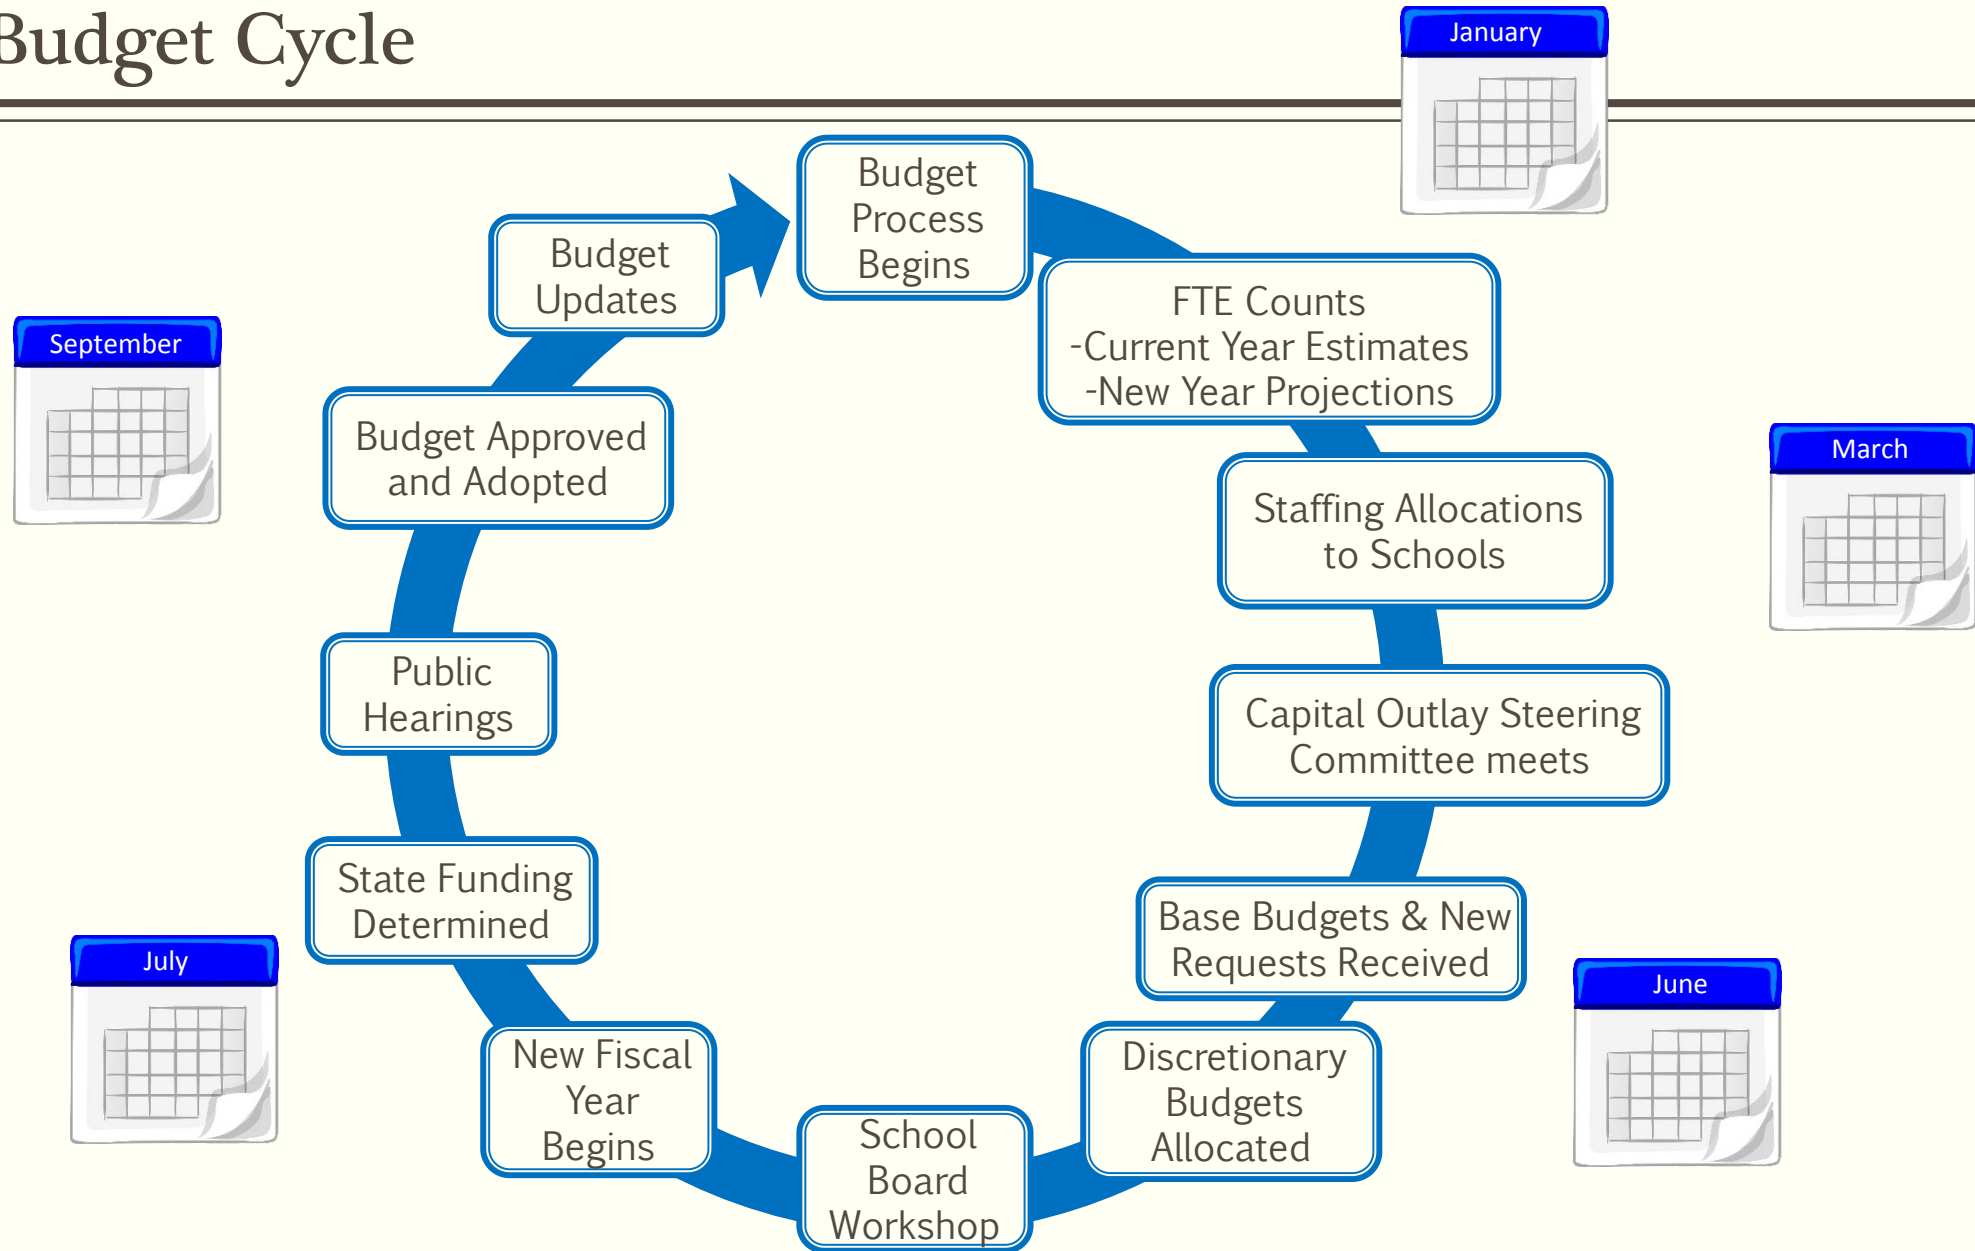 Budget Cycle
January
Budget
Process
Begins
FTE Counts
-Current Year Estimates
-New Year Projections
March
Staffing Allocations
to Schools
Capital Outlay Steering
Committee meets
Base Budgets & New
Requests Received
June
Discretionary
Budgets
Allocated
School
Board
Workshop
New Fiscal
Year
Begins
July
State Funding
Determined
Public
Hearings
Budget Approved
and Adopted
September
Budget
Updates